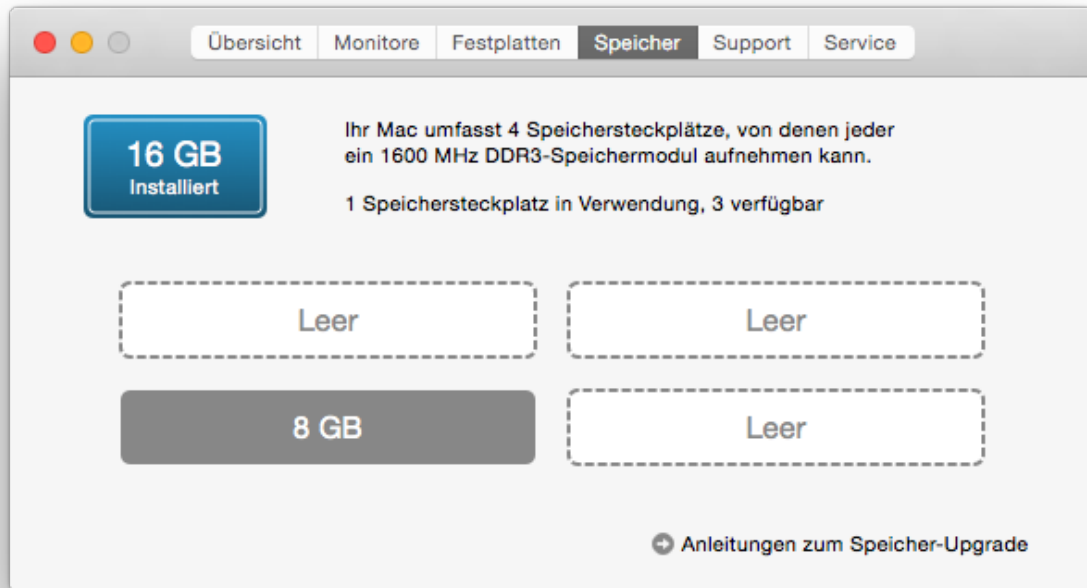 Übersicht Monitore Festplatten Speicher Support Service
16 GB
Installiert
Ihr Mac umfasst 4 Speichersteckplätze, von denen jeder
ein 1600 MHz DDR3-Speichermodul aufnehmen kann.
1 Speichersteckplatz in Verwendung, 3 verfügbar
Leer Leer
8 GB Leer
Anleitungen zum Speicher-Upgrade